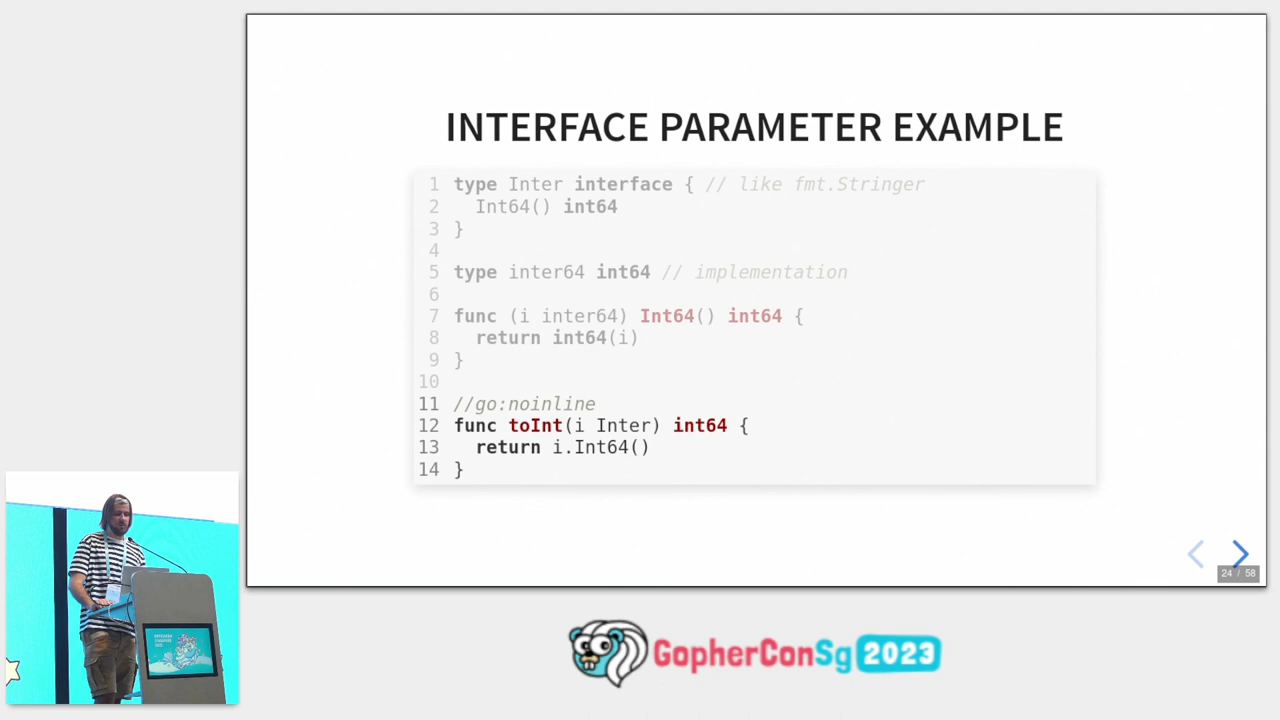 INTERFACE PARAMETER EXAMPLE
1 type Inter interface { // like fmt.Stringer
2 Int64() int64
3 }
4
5 type inter64 int64 // implementation
6
7 func (i inter64) Int64() int64 {
8 return int64(i)
9 }
10
11 //go:noinline
12 func toInt(i Inter) int64 {
13 return i.Int64()
14 }
24 / 58
GopherConSg 2023